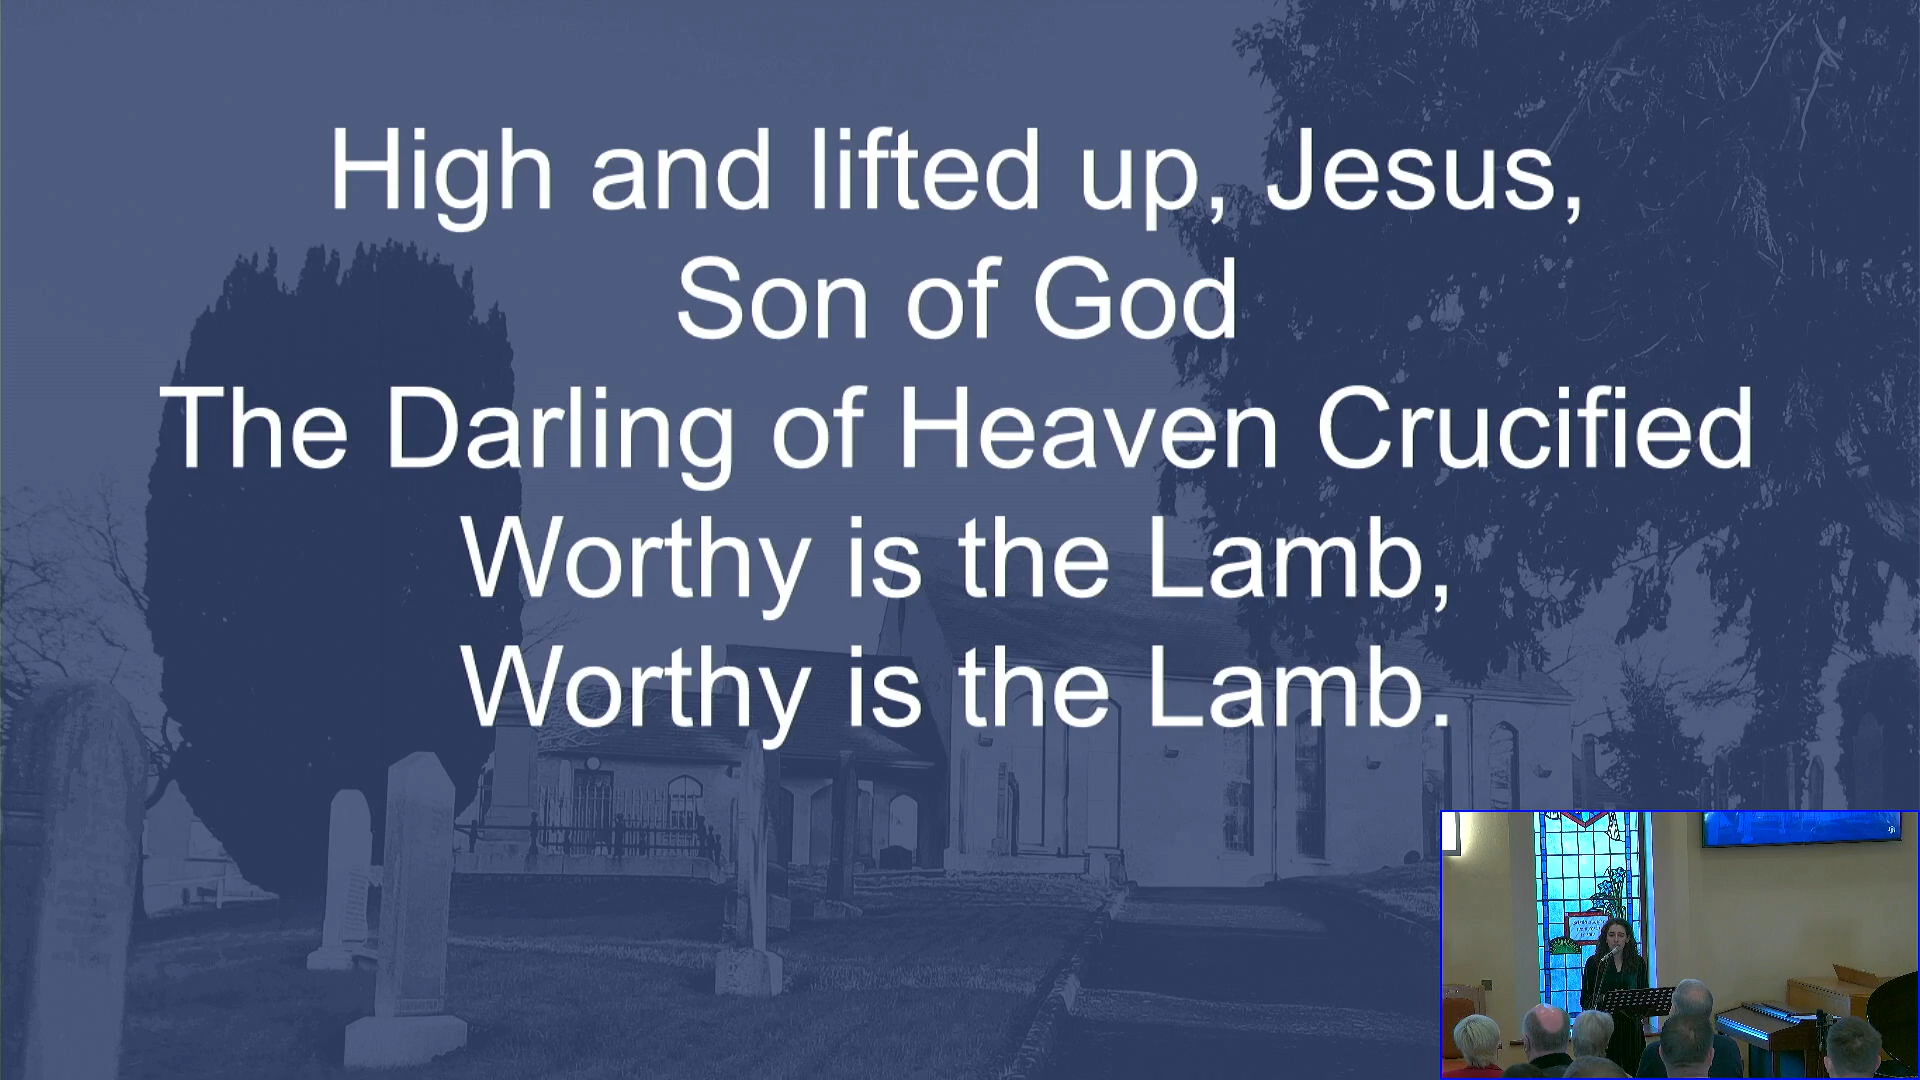 High and lifted up, Jesus,
Son of God
The Darling of Heaven Crucified
Worthy is the Lamb,
Worthy is the Lamb.